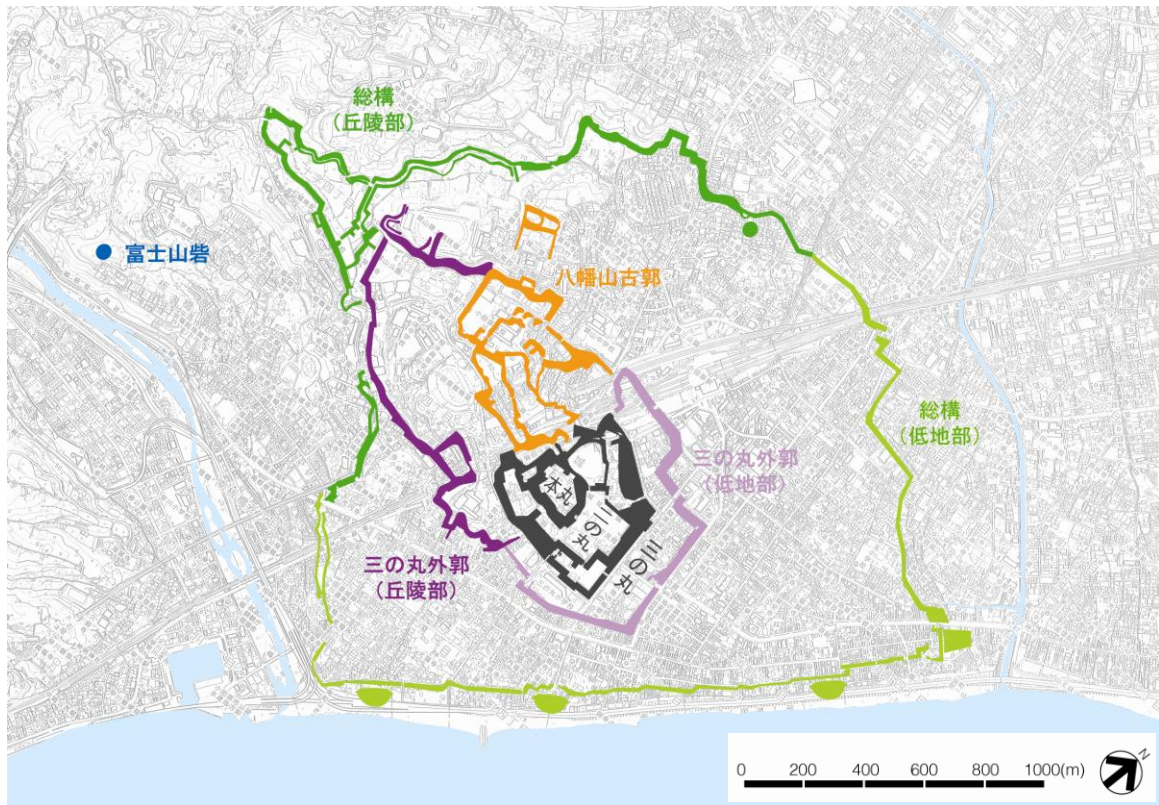 総構
（丘陵部）
富士山砦
八幡山古郭
総構
（低地部）
三の丸外郭
（低地部）
本丸
二の丸
三の丸
三の丸外郭
（丘陵部）
0 200 400 600 800 1000(m)
N